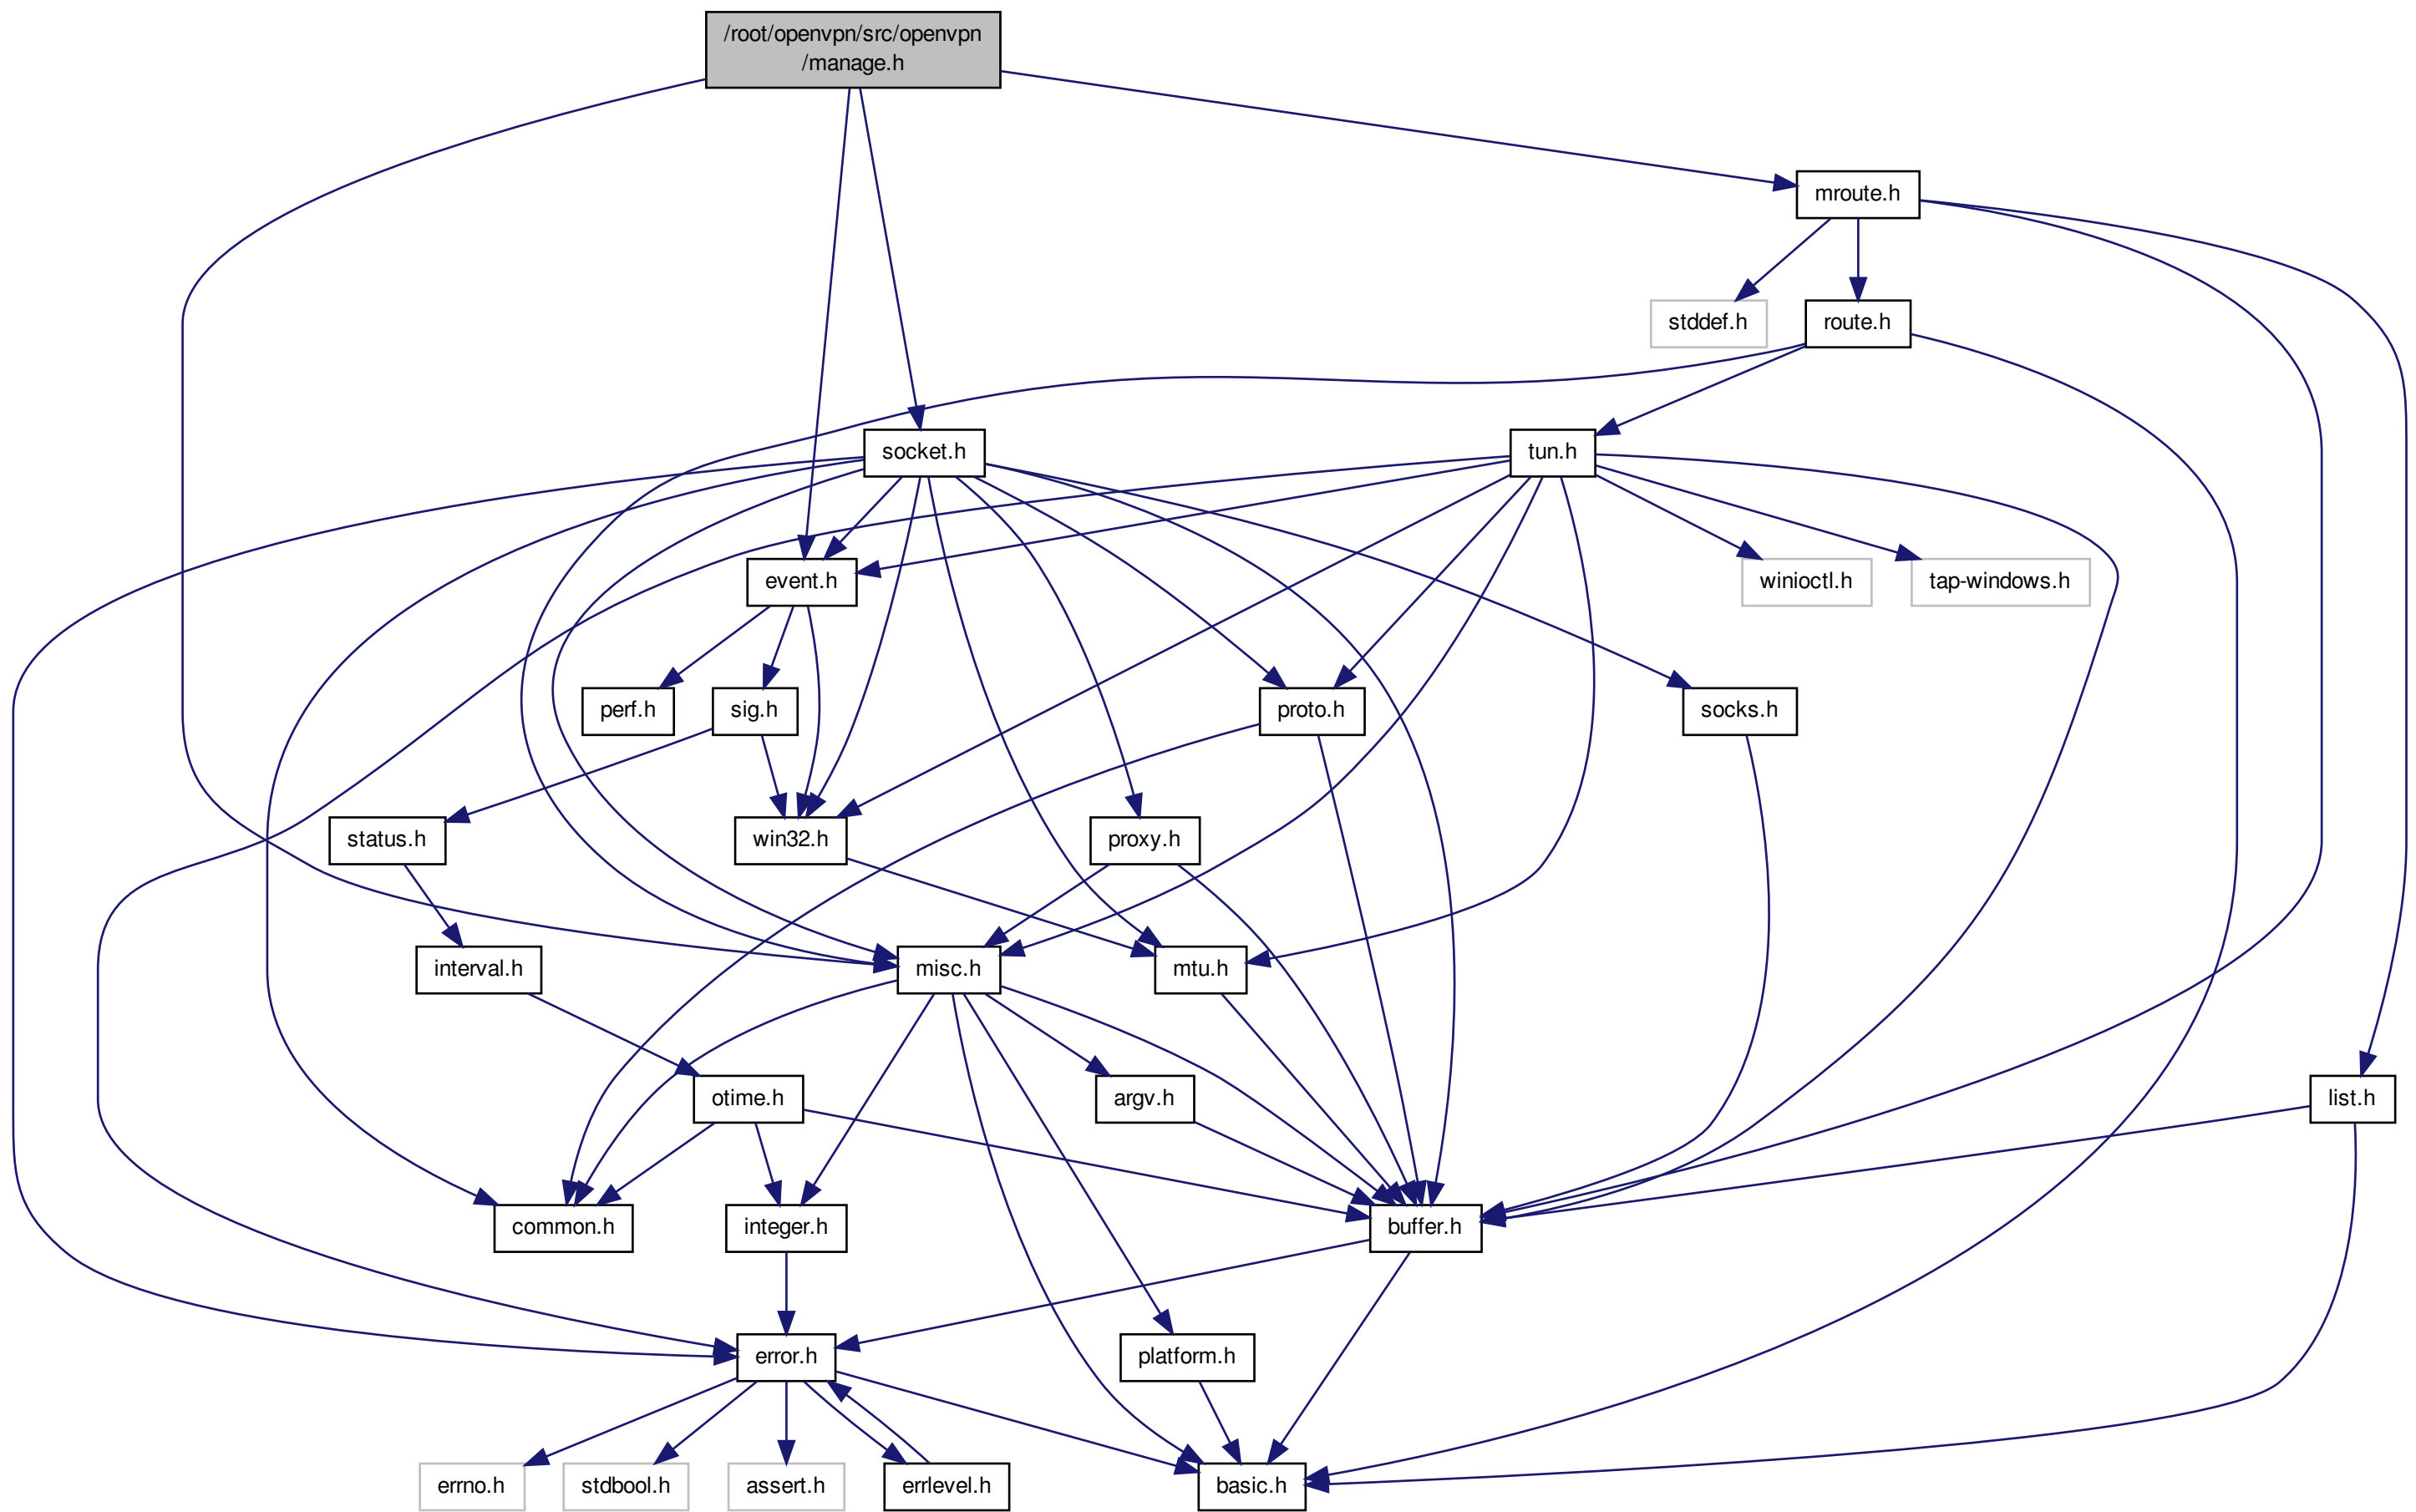 /root/openvpn/src/openvpn
/manage.h
mroute.h
stddef.h
route.h
socket.h
tun.h
event.h
winioctl.h
tap-windows.h
perf.h
sig.h
proto.h
socks.h
status.h
win32.h
proxy.h
interval.h
misc.h
mtu.h
otime.h
argv.h
list.h
common.h
integer.h
buffer.h
error.h
platform.h
errno.h
stdbool.h
assert.h
errlevel.h
basic.h